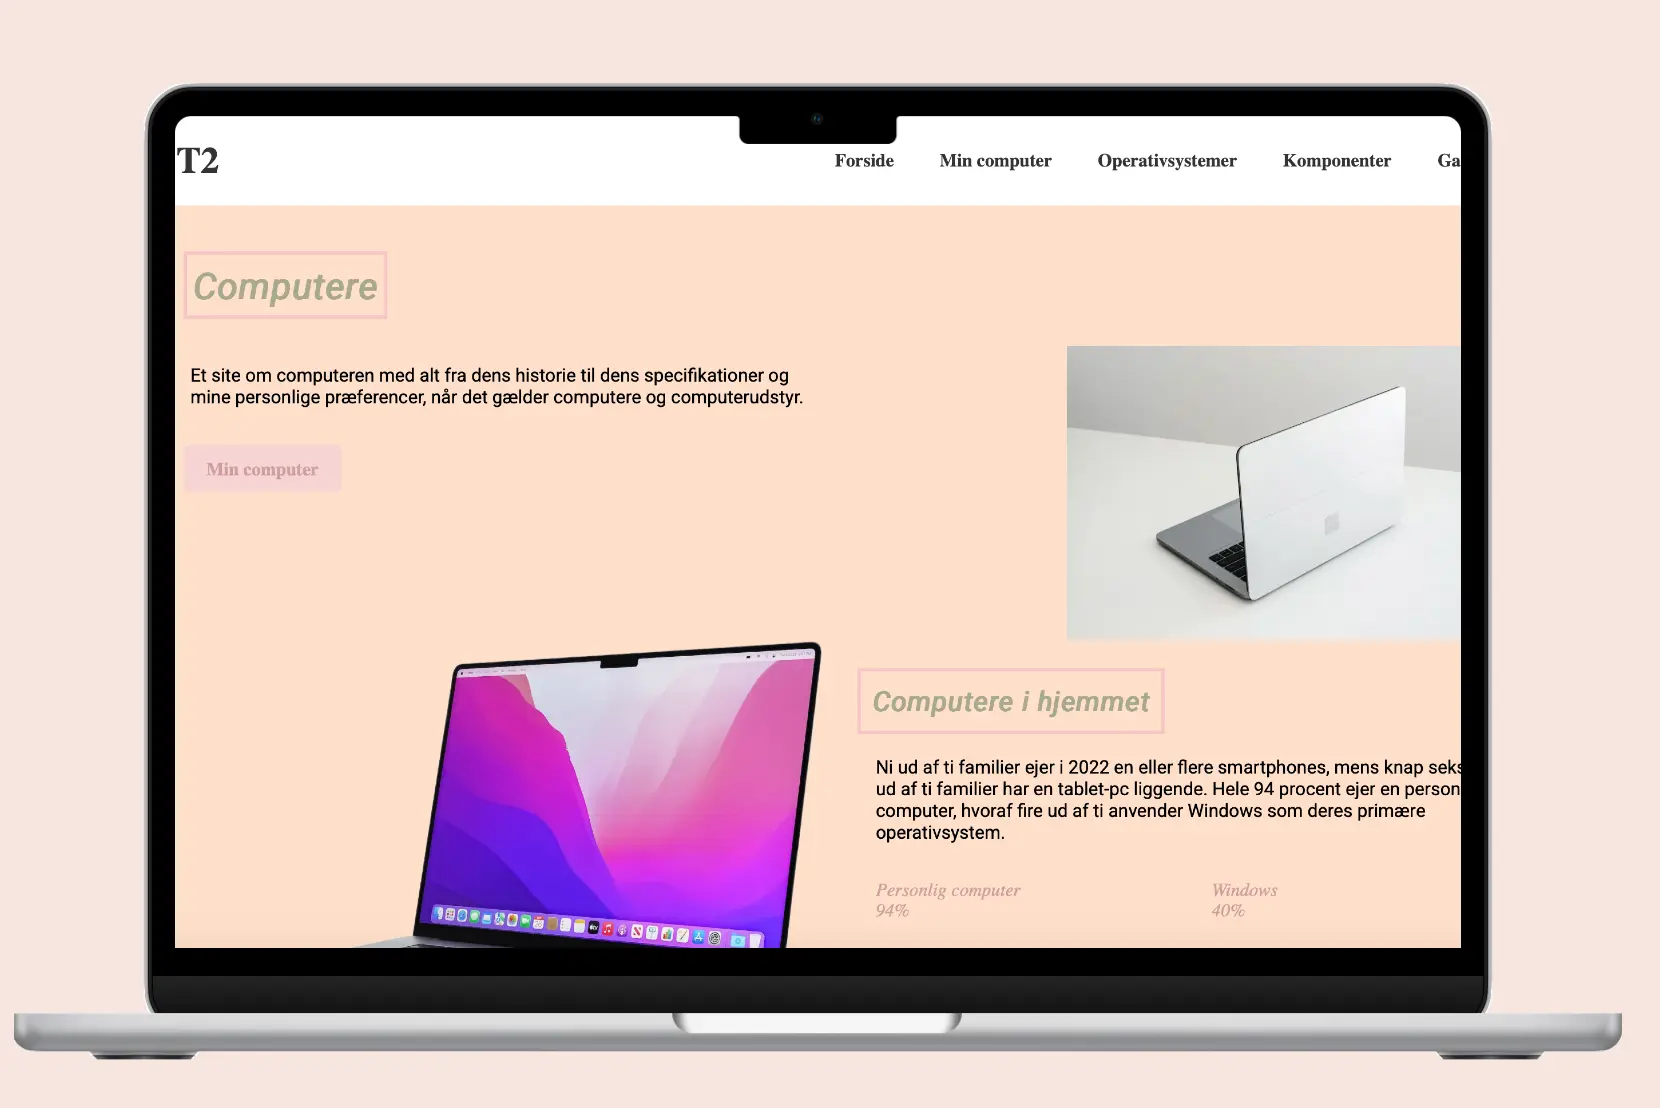 T2
Forside Min computer Operativsystemer Komponenter Ga
Computere
Et site om computeren med alt fra dens historie til dens specifikationer og
mine personlige præferencer, når det gælder computere og computerudstyr.
Min computer
Computere i hjemmet
Ni ud af ti familier ejer i 2022 en eller flere smartphones, mens knap seks
ud af ti familier har en tablet-pc liggende. Hele 94 procent ejer en person
computer, hvoraf fire ud af ti anvender Windows som deres primære
operativsystem.
Personlig computer Windows
94% 40%